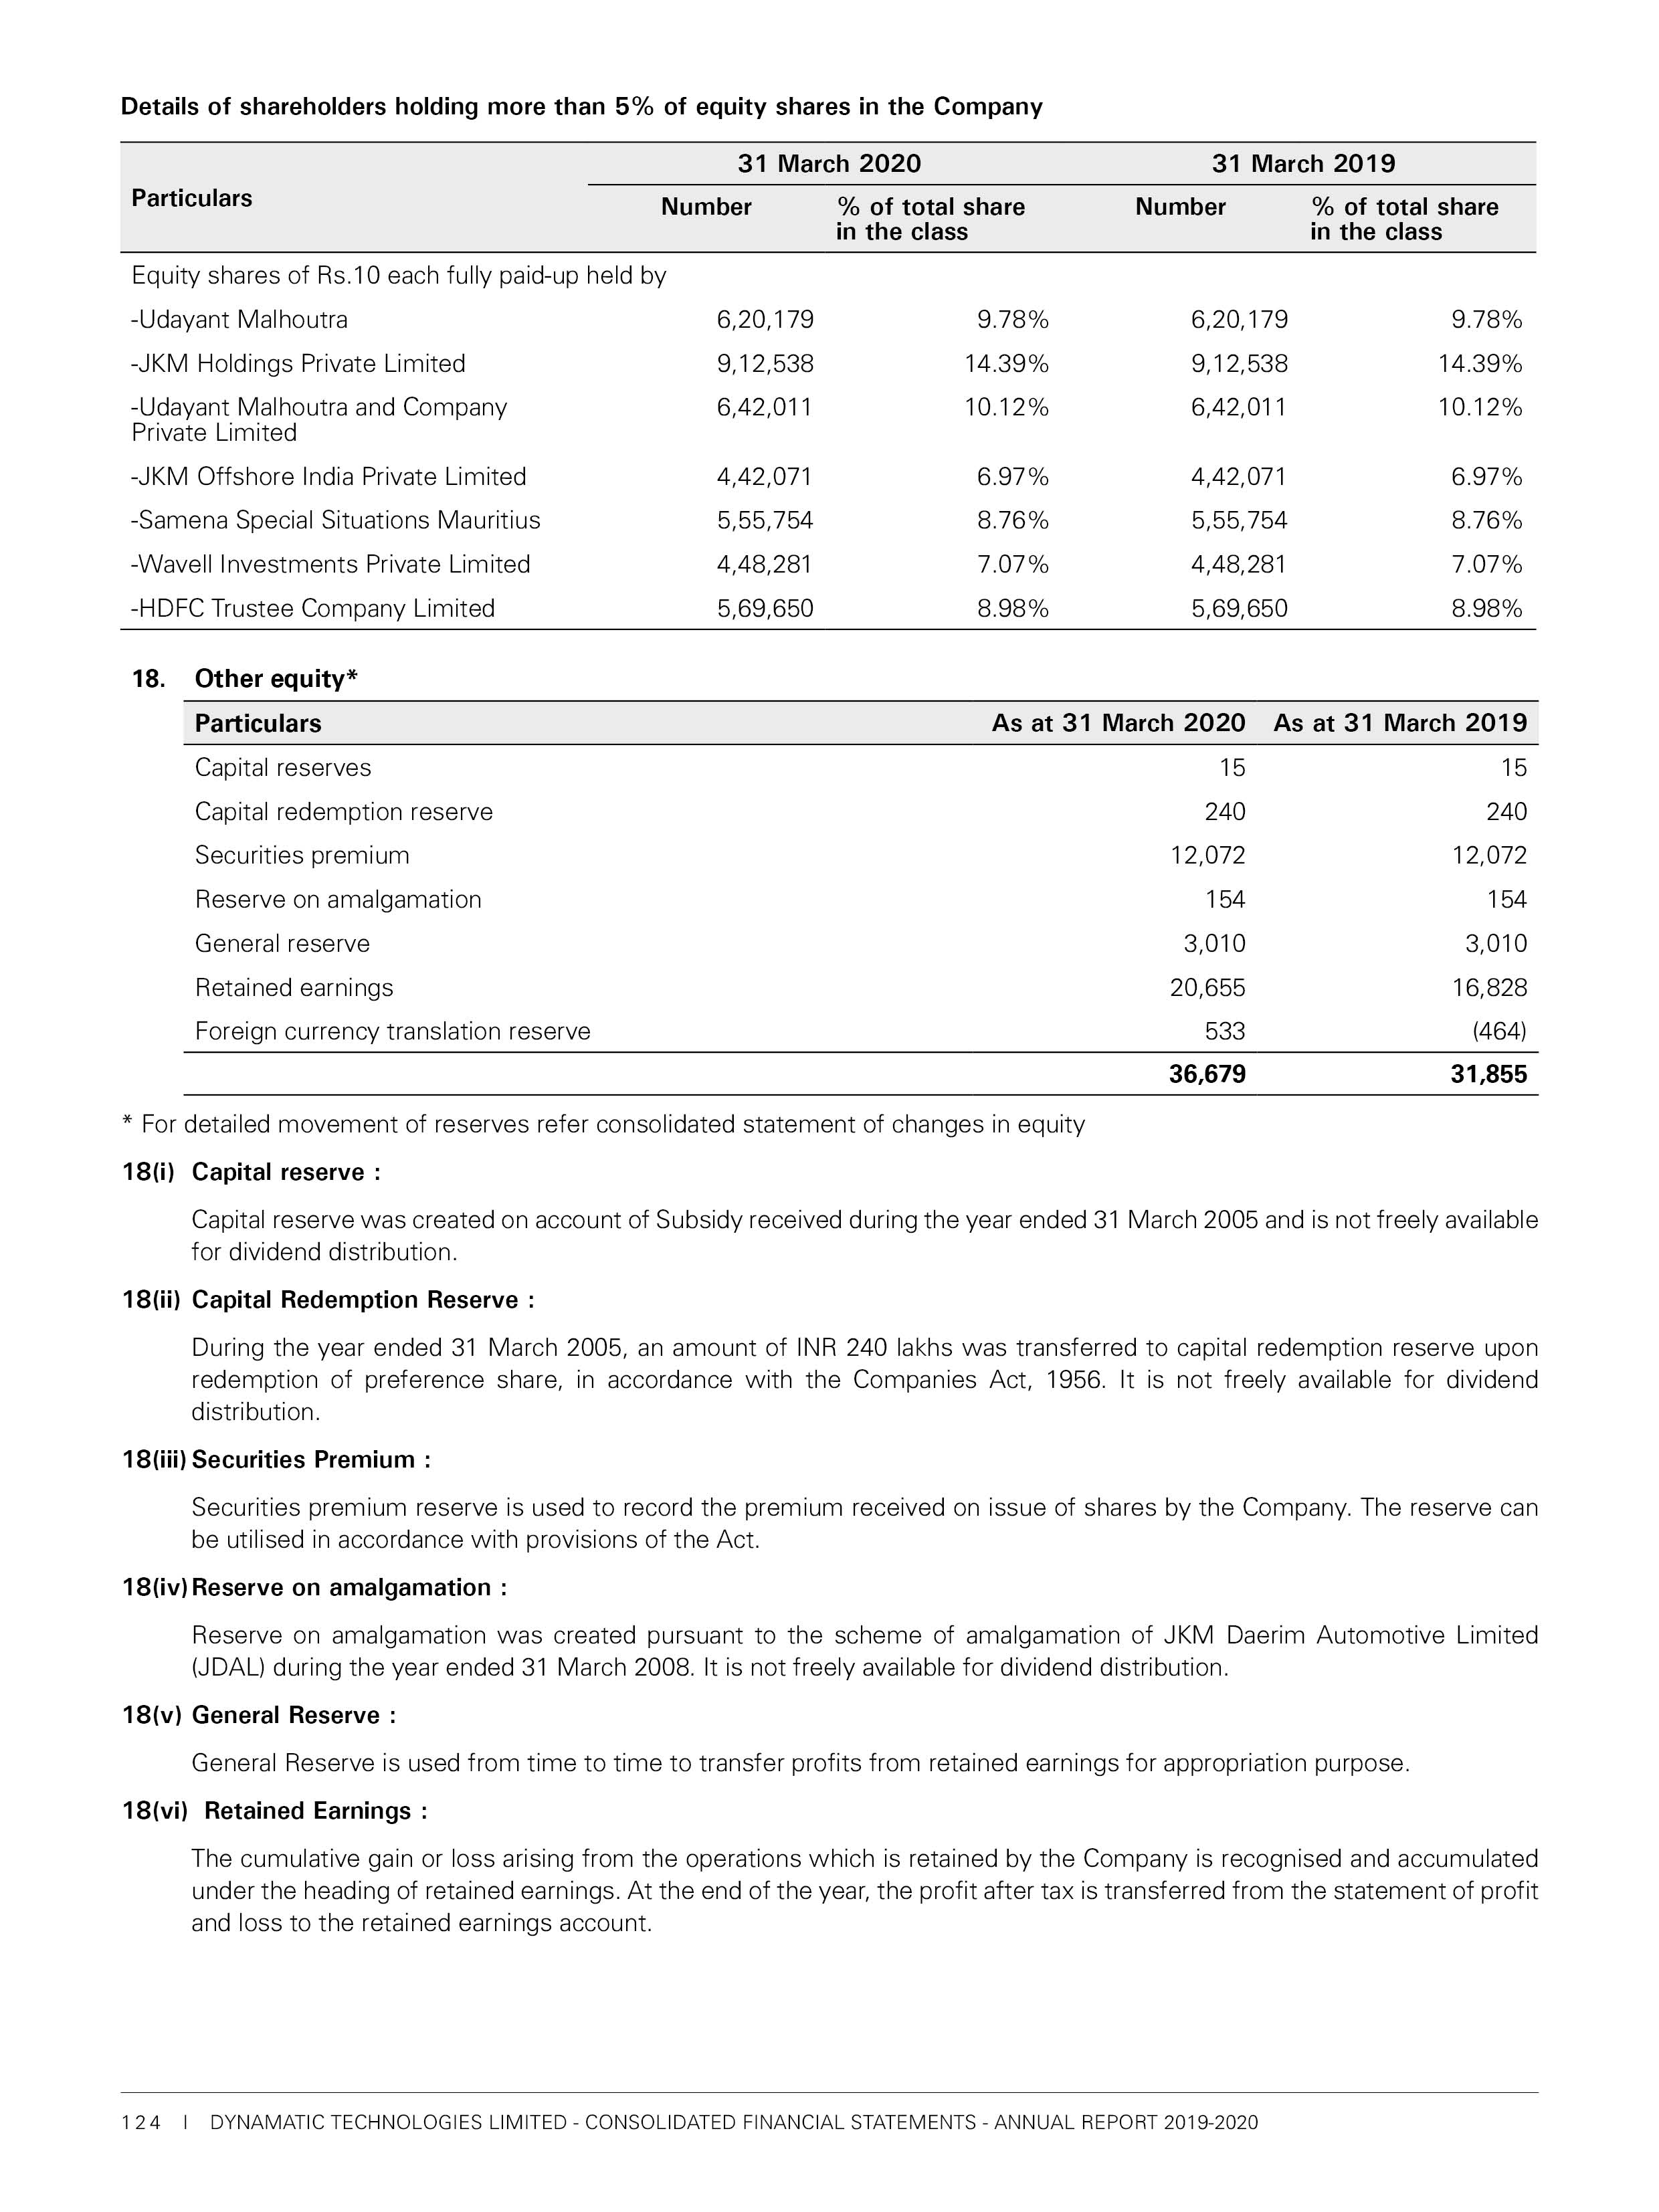 Details of shareholders holding more than 5% of equity shares in the Company
Particulars
31 March 2020 31 March 2019
Number % of total share in the class Number % of total share in the class
Equity shares of Rs.10 each fully paid-up held by
-Udayant Malhoutra 6,20,179 9.78% 6,20,179 9.78%
-JKM Holdings Private Limited 9,12,538 14.39% 9,12,538 14.39%
-Udayant Malhoutra and Company 6,42,011 10.12% 6,42,011 10.12%
Private Limited
-JKM Offshore India Private Limited 4,42,071 6.97% 4,42,071 6.97%
-Samena Special Situations Mauritius 5,55,754 8.76% 5,55,754 8.76%
-Wavell Investments Private Limited 4,48,281 7.07% 4,48,281 7.07%
-HDFC Trustee Company Limited 5,69,650 8.98% 5,69,650 8.98%
18. Other equity*
Particulars As at 31 March 2020 As at 31 March 2019
Capital reserves 15 15
Capital redemption reserve 240 240
Securities premium 12,072 12,072
Reserve on amalgamation 154 154
General reserve 3,010 3,010
Retained earnings 20,655 16,828
Foreign currency translation reserve 533 (464)
36,679 31,855
* For detailed movement of reserves refer consolidated statement of changes in equity
18(i) Capital reserve :
Capital reserve was created on account of Subsidy received during the year ended 31 March 2005 and is not freely available
for dividend distribution.
18(ii) Capital Redemption Reserve :
During the year ended 31 March 2005, an amount of INR 240 lakhs was transferred to capital redemption reserve upon
redemption of preference share, in accordance with the Companies Act, 1956. It is not freely available for dividend
distribution.
18(iii) Securities Premium :
Securities premium reserve is used to record the premium received on issue of shares by the Company. The reserve can
be utilised in accordance with provisions of the Act.
18(iv) Reserve on amalgamation :
Reserve on amalgamation was created pursuant to the scheme of amalgamation of JKM Daerim Automotive Limited
(JDAL) during the year ended 31 March 2008. It is not freely available for dividend distribution.
18(v) General Reserve :
General Reserve is used from time to time to transfer profits from retained earnings for appropriation purpose.
18(vi) Retained Earnings :
The cumulative gain or loss arising from the operations which is retained by the Company is recognised and accumulated
under the heading of retained earnings. At the end of the year, the profit after tax is transferred from the statement of profit
and loss to the retained earnings account.
124 I DYNAMATIC TECHNOLOGIES LIMITED - CONSOLIDATED FINANCIAL STATEMENTS - ANNUAL REPORT 2019-2020